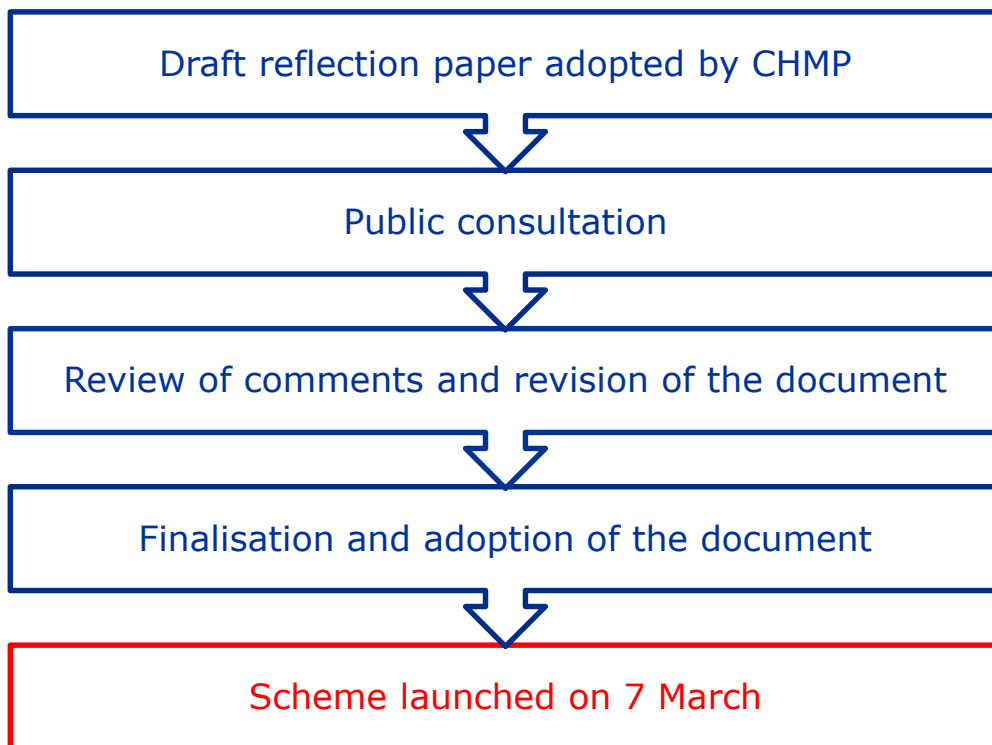 Draft reflection paper adopted by CHMP
Public consultation
Review of comments and revision of the document
Finalisation and adoption of the document
Scheme launched on 7 March